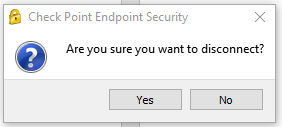 Check Point Endpoint Security
Are you sure you want to disconnect?
Yes
No